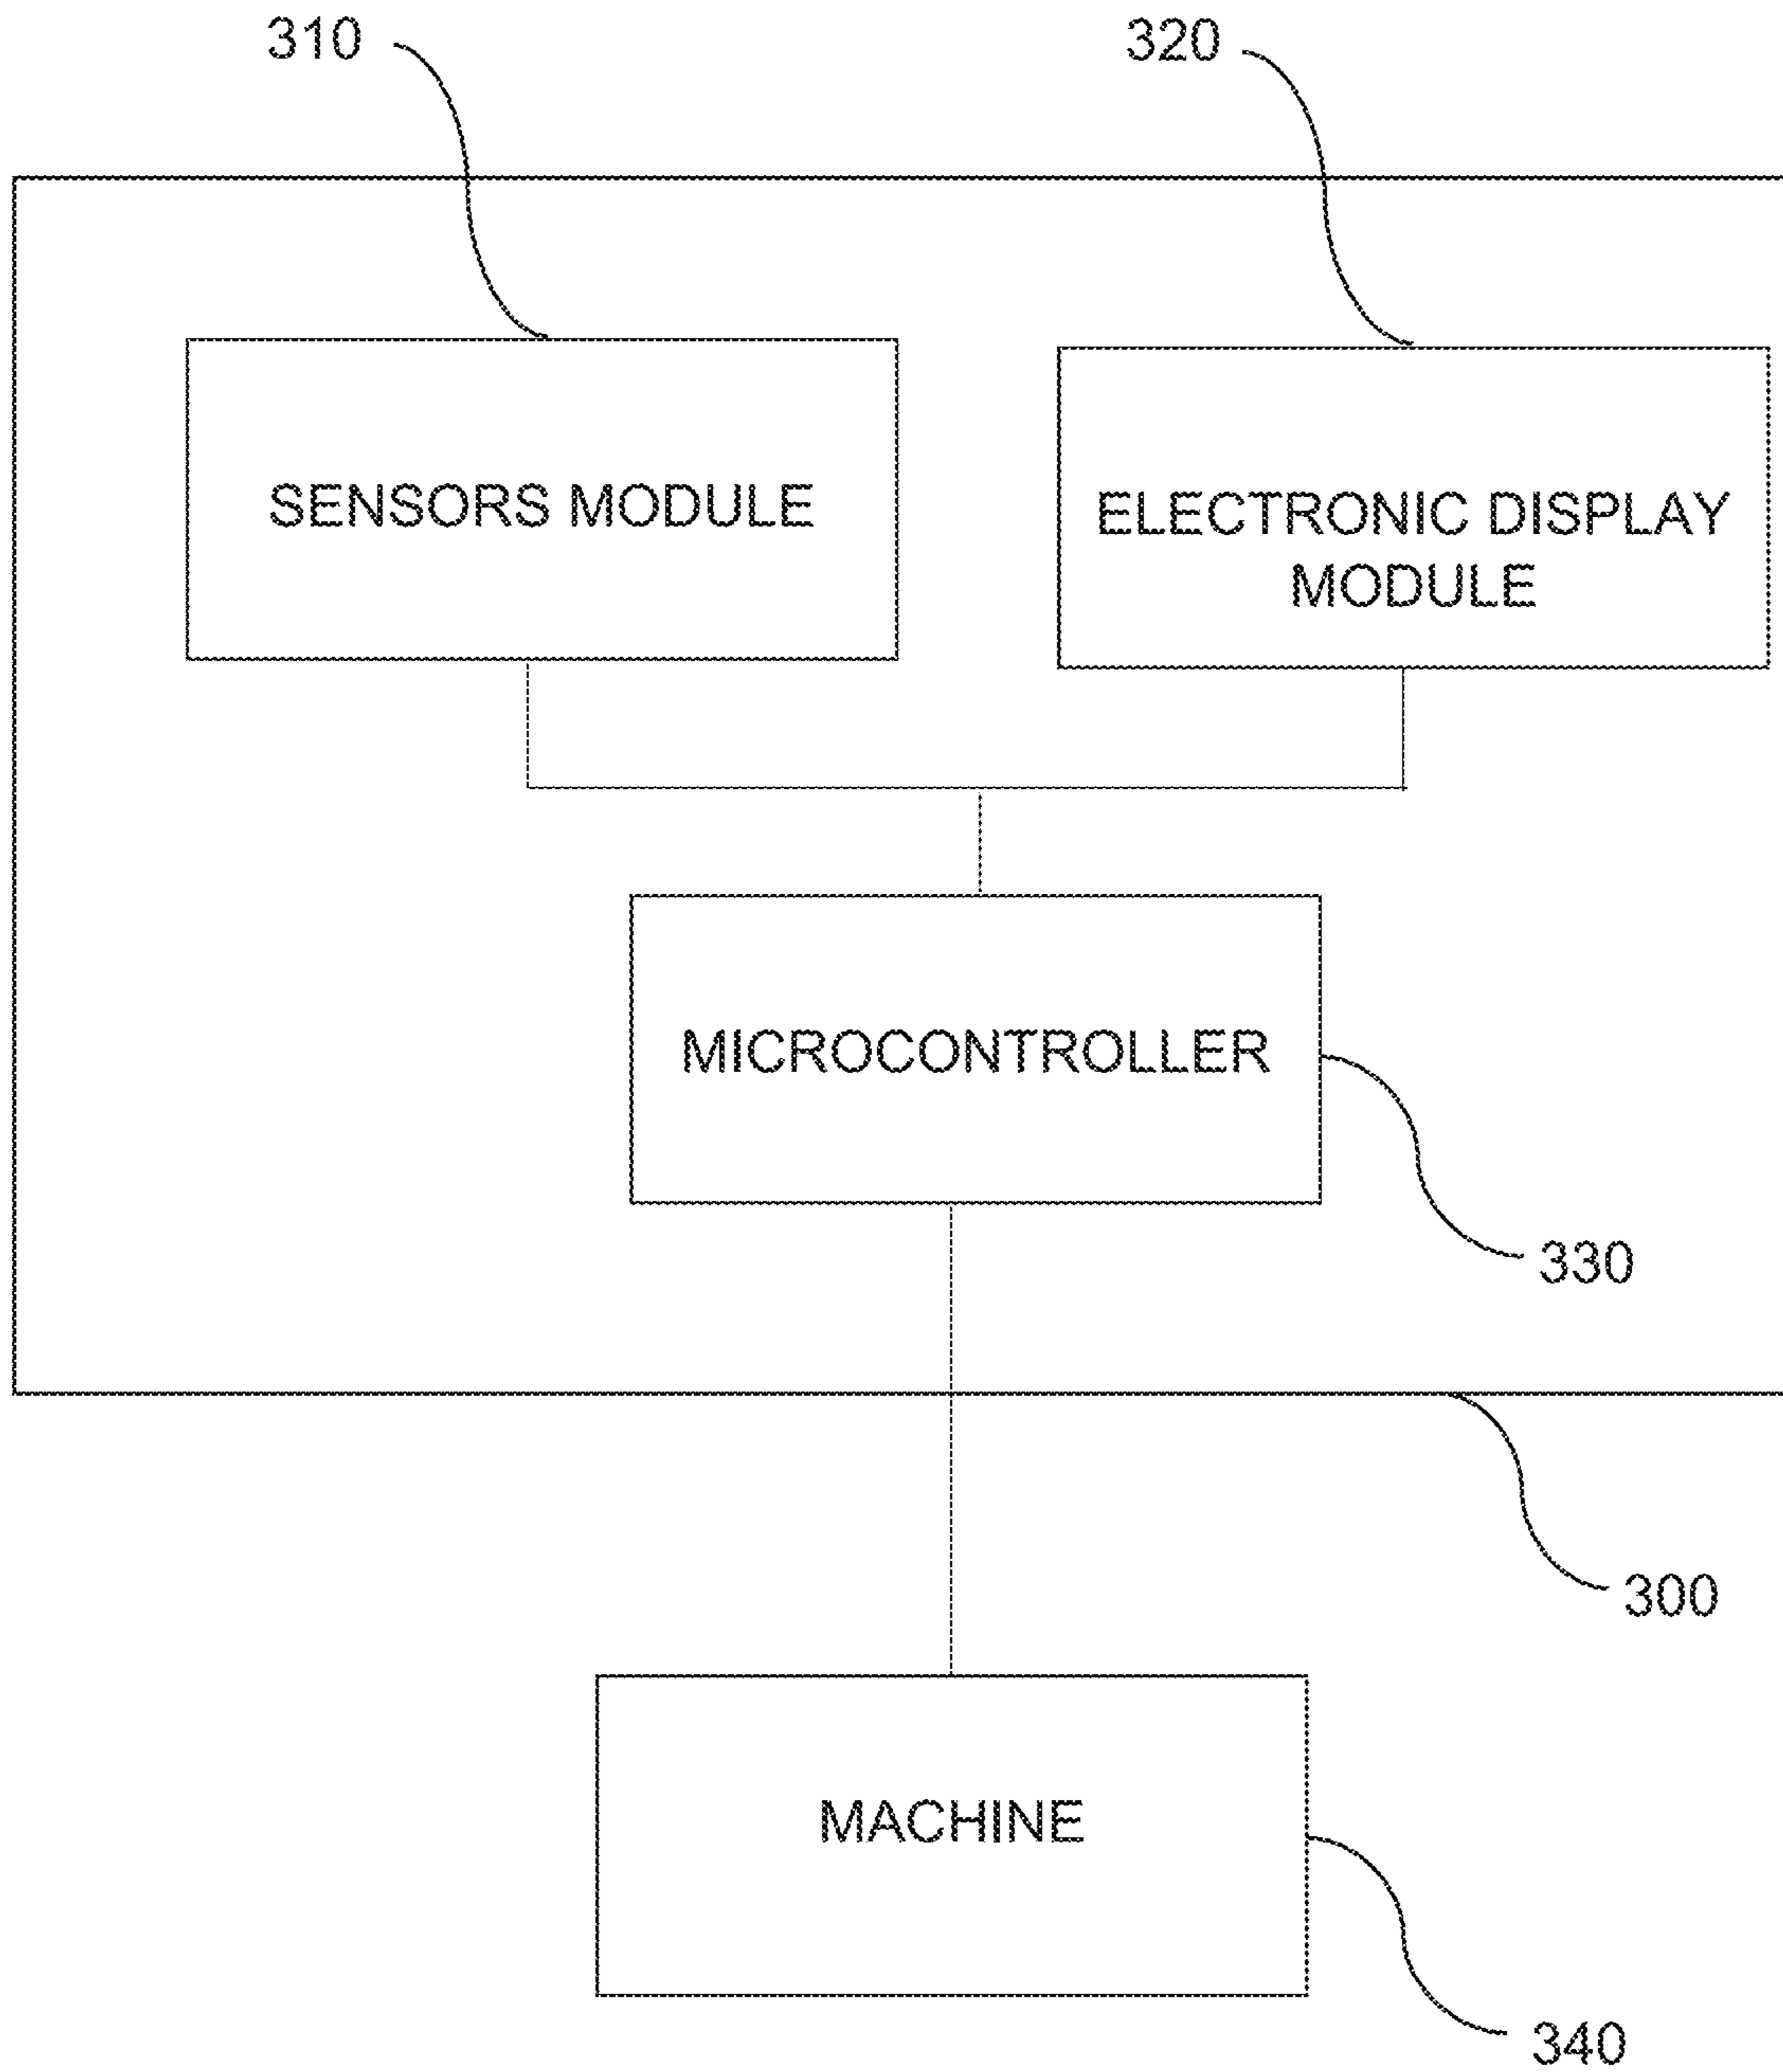 310
320
SENSORS MODULE
ELECTRONIC DISPLAY
MODULE
MICROCONTROLLER
330
300
MACHINE
340